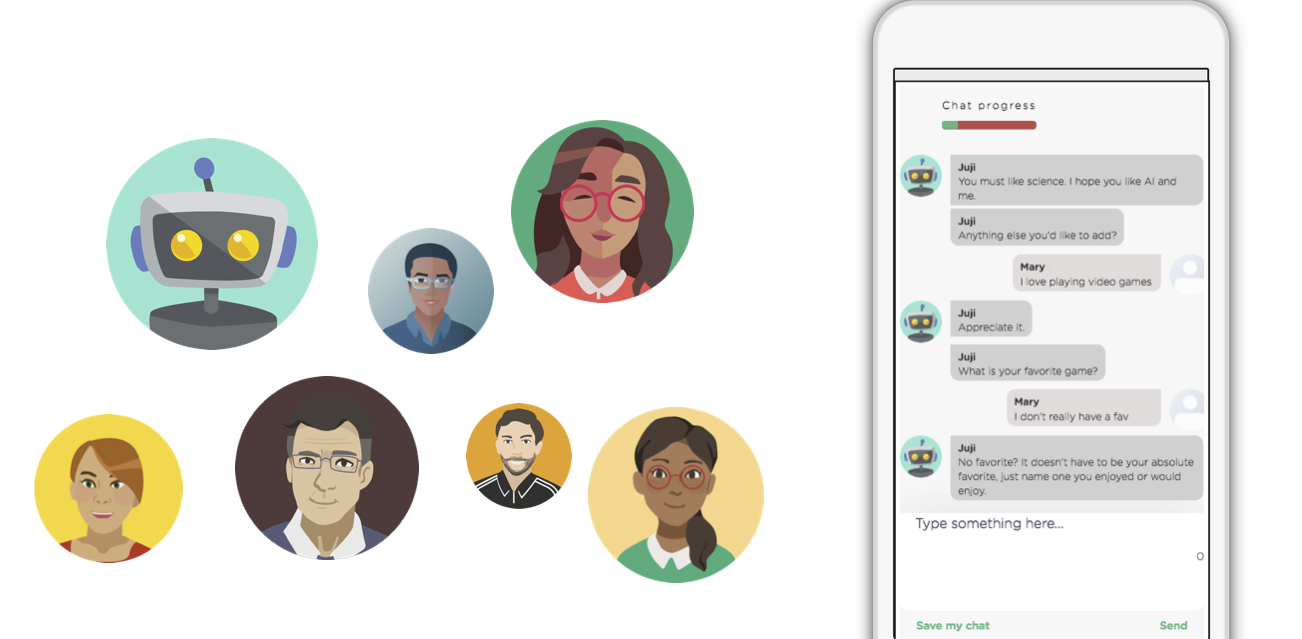 Chat progress
Juji
You must like science. I hope you like AI and
me.
Juji
Anything else you'd like to add?
Mary
I love playing video games
Juji
Appreciate it.
Juji
What is your favorite game?
Mary
I don't really have a fav
Juji
No favorite? It doesn't have to be your absolute
favorite, just name one you enjoyed or would
enjoy.
Type something here...
0
Save my chat Send